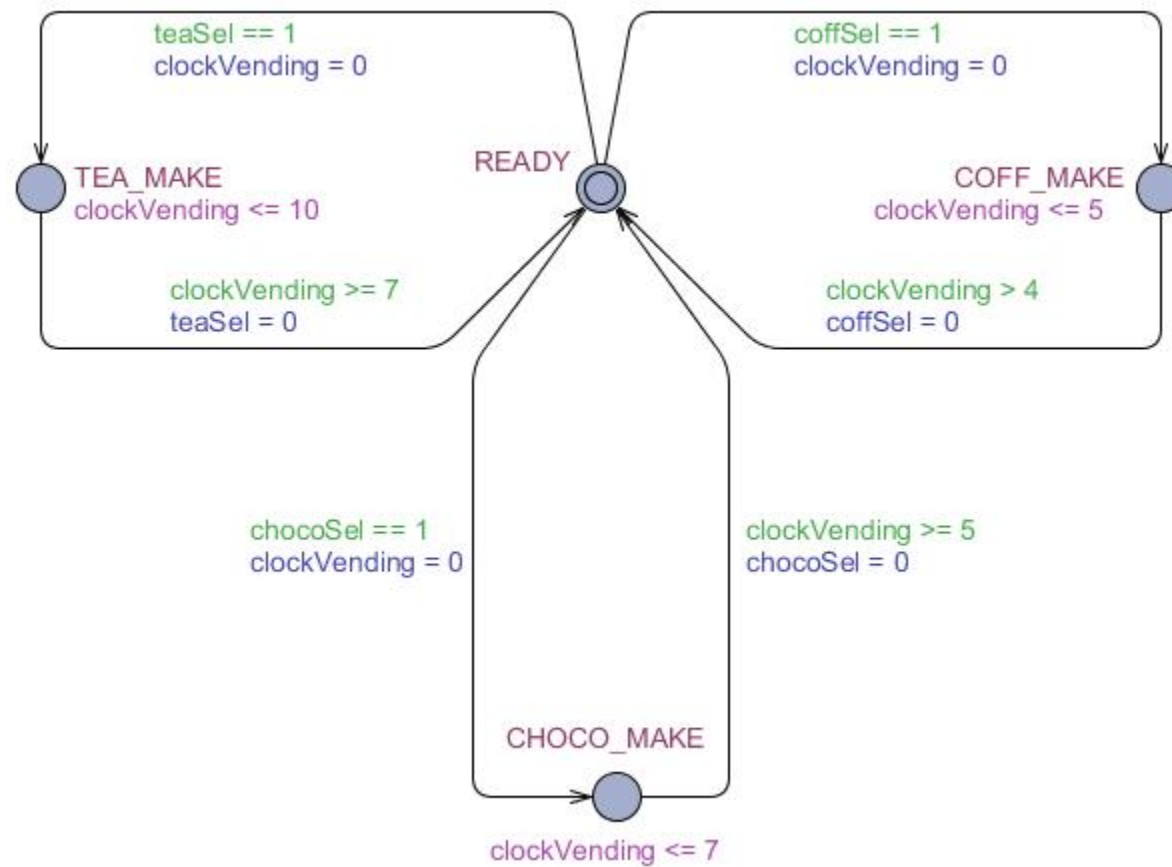 teaSel == 1
clockVending = 0
coffSel == 1
clockVending = 0
READY
TEA_MAKE
clockVending <= 10
COFF_MAKE
clockVending <= 5
clockVending >= 7
teaSel = 0
clockVending > 4
coffSel = 0
chocoSel == 1
clockVending = 0
clockVending >= 5
chocoSel = 0
CHOCO_MAKE
clockVending <= 7